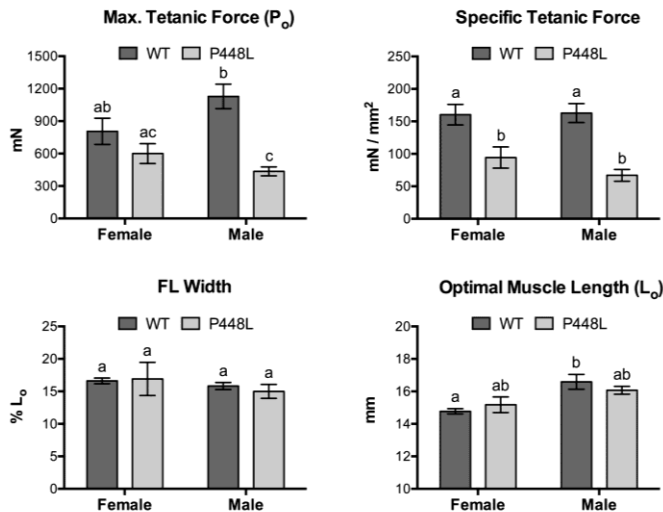 Max. Tetanic Force (Po)
WT P448L
1500
1200
900
600
300
0
mN
ab
ac
b
c
Female Male
Specific Tetanic Force
WT P448L
250
200
150
100
50
0
mN / mm2
a
b
a
b
Female Male
FL Width
WT P448L
25
20
15
10
5
0
% Lo
a
a
a
a
Female Male
Optimal Muscle Length (Lo)
WT P448L
20
18
16
14
12
10
mm
a
ab
b
ab
Female Male